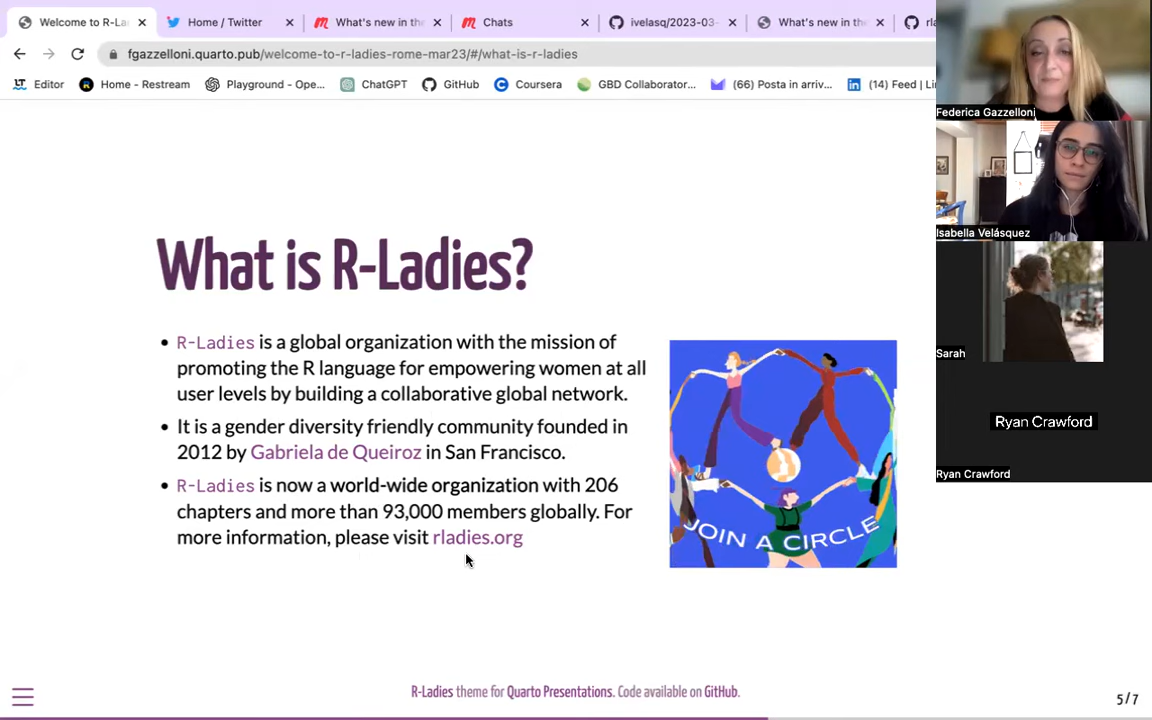 Welcome to R-La
Home / Twitter
What's new in the
Chats
ivelasq/2023-03-
What's new in the
rla
fgazzelloni.quarto.pub/welcome-to-r-ladies-rome-mar23/#/what-is-r-ladies
Editor
Home - Restream
Playground - Ope...
ChatGPT
GitHub
Coursera
GBD Collaborator...
(66) Posta in arriv...
(14) Feed | Lin
Federica Gazzelloni
Isabella Velásquez
Sarah
Ryan Crawford
Ryan Crawford
What is R-Ladies?
R-Ladies is a global organization with the mission of
promoting the R language for empowering women at all
user levels by building a collaborative global network.
It is a gender diversity friendly community founded in
2012 by Gabriela de Queiroz in San Francisco.
R-Ladies is now a world-wide organization with 206
chapters and more than 93,000 members globally. For
more information, please visit rladies.org
JOIN A CIRCLE
R-Ladies theme for Quarto Presentations. Code available on GitHub.
5 / 7